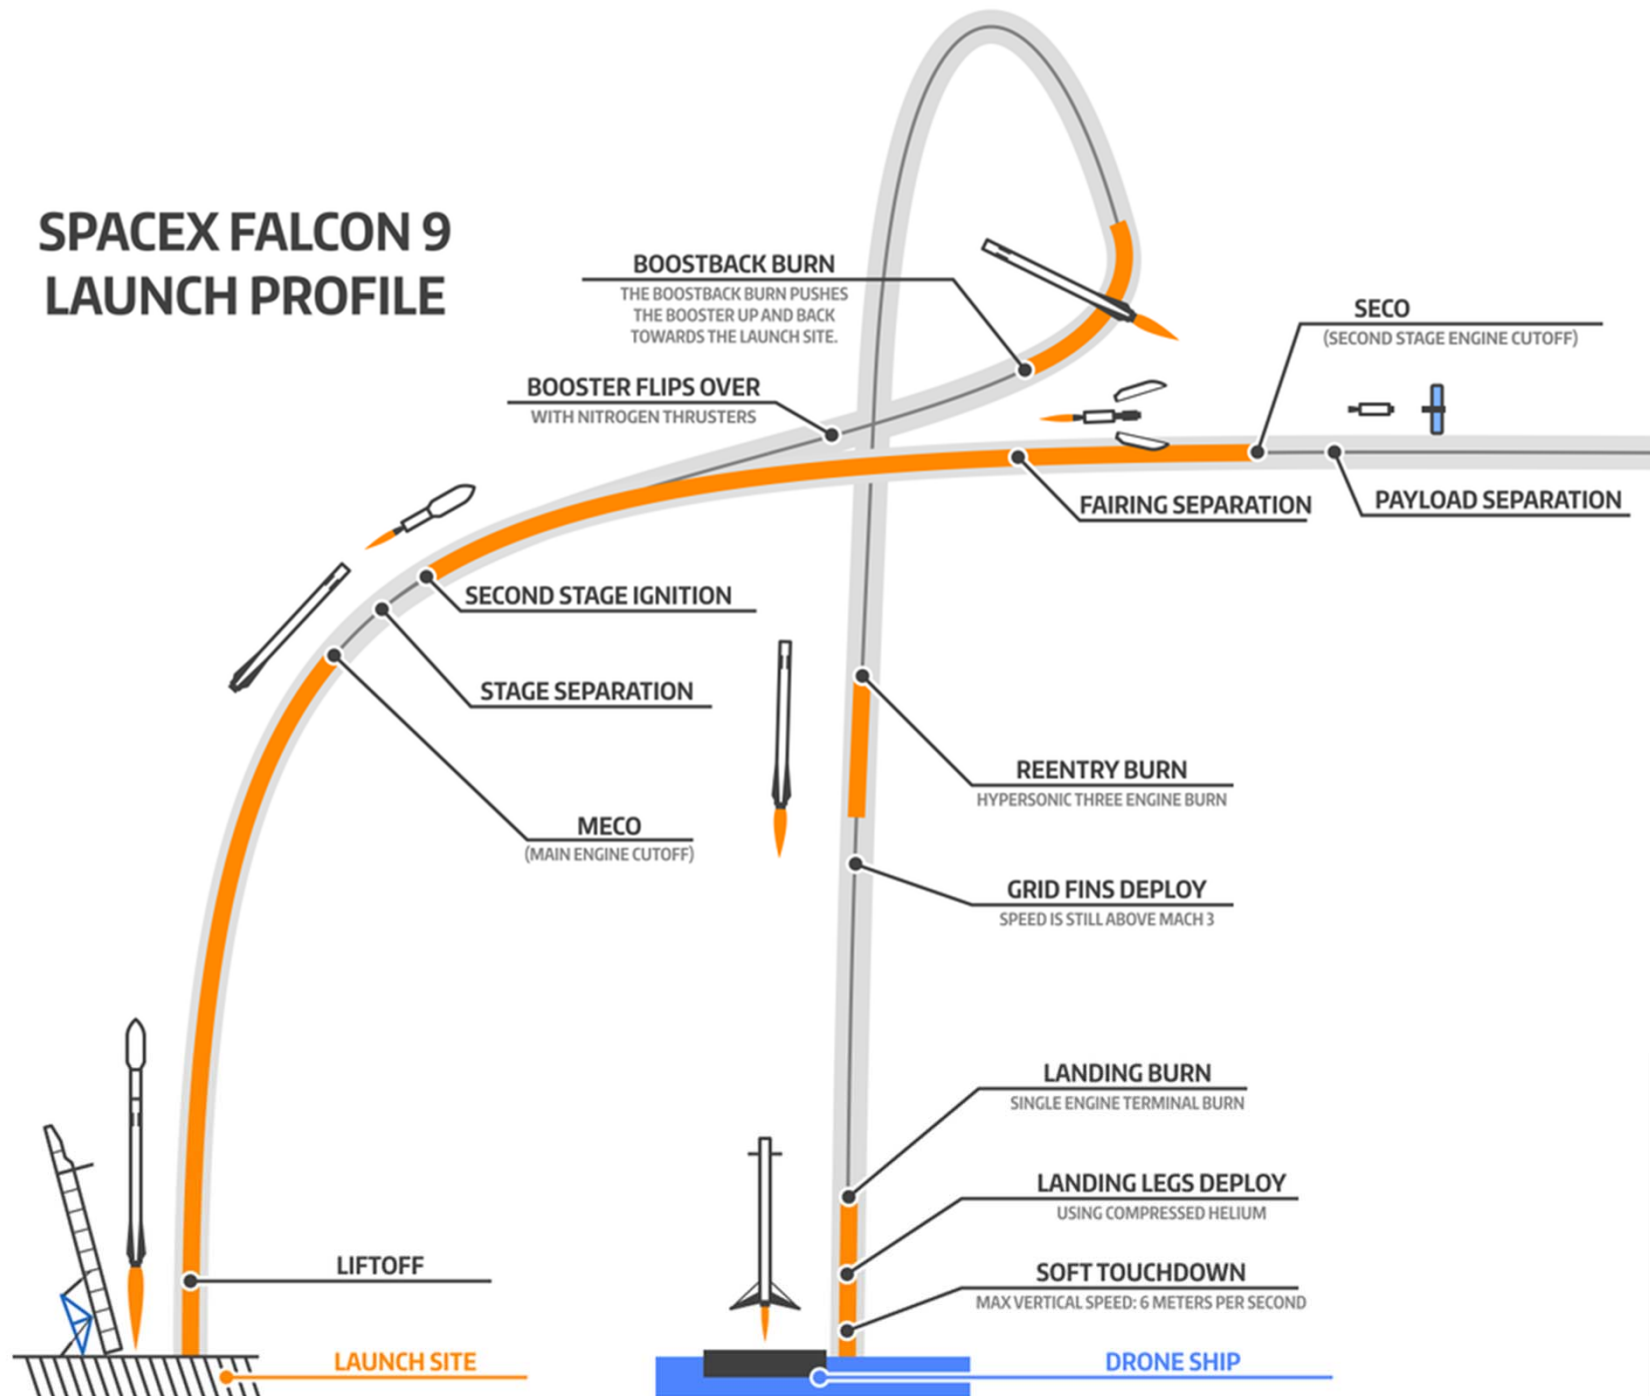 SPACEX FALCON 9
LAUNCH PROFILE
BOOSTBACK BURN
THE BOOSTBACK BURN PUSHES
THE BOOSTER UP AND BACK
TOWARDS THE LAUNCH SITE.
BOOSTER FLIPS OVER
WITH NITROGEN THRUSTERS
SECO
(SECOND STAGE ENGINE CUTOFF)
FAIRING SEPARATION
PAYLOAD SEPARATION
SECOND STAGE IGNITION
STAGE SEPARATION
MECO
(MAIN ENGINE CUTOFF)
REENTRY BURN
HYPERSONIC THREE ENGINE BURN
GRID FINS DEPLOY
SPEED IS STILL ABOVE MACH 3
LANDING BURN
SINGLE ENGINE TERMINAL BURN
LANDING LEGS DEPLOY
USING COMPRESSED HELIUM
LIFTOFF
SOFT TOUCHDOWN
MAX VERTICAL SPEED: 6 METERS PER SECOND
LAUNCH SITE
DRONE SHIP